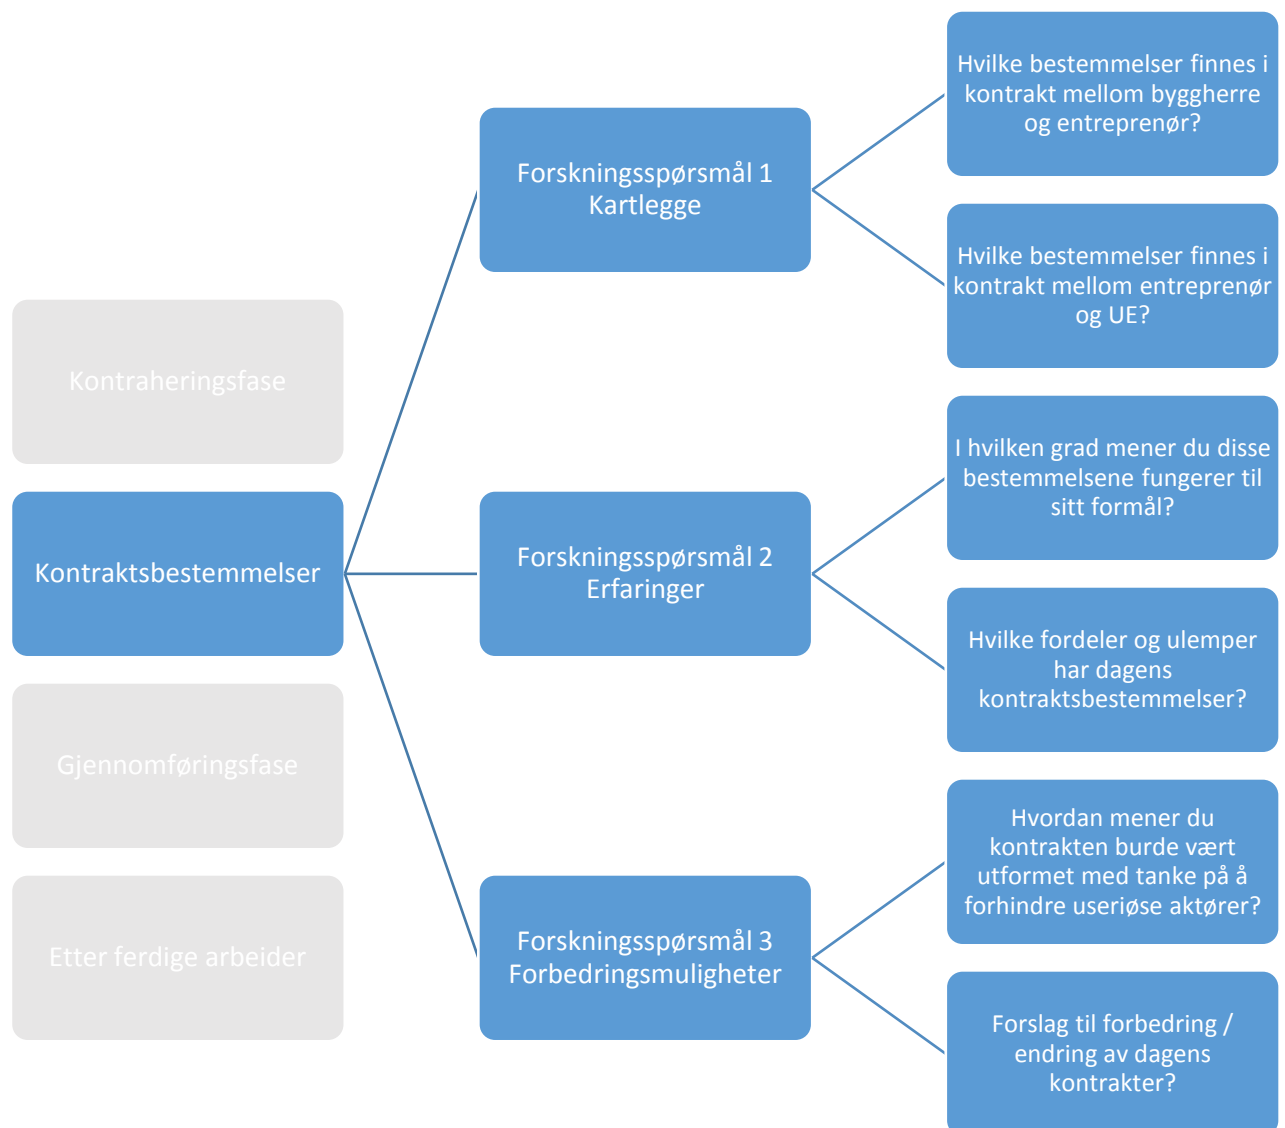 Kontraheringsfase
Kontraktsbestemmelser
Gjennomføringsfase
Etter ferdige arbeider
Forskningsspørsmål 1
Kartlegge
Forskningsspørsmål 2
Erfaringer
Forskningsspørsmål 3
Forbedringsmuligheter
Hvilke bestemmelser finnes i
kontrakt mellom byggherre
og entreprenør?
Hvilke bestemmelser finnes i
kontrakt mellom entreprenør
og UE?
I hvilken grad mener du disse
bestemmelsene fungerer til
sitt formål?
Hvilke fordeler og ulemper
har dagens
kontraktsbestemmelser?
Hvordan mener du
kontrakten burde vært
utformet med tanke på å
forhindre useriøse aktører?
Forslag til forbedring /
endring av dagens
kontrakter?